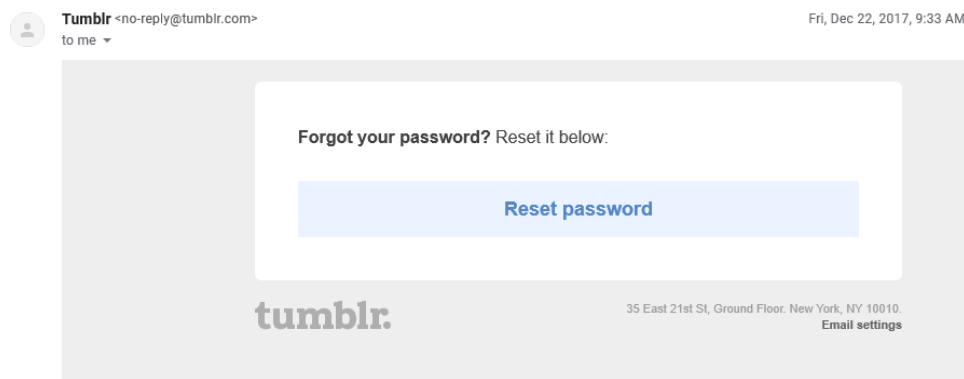 Tumblr <no-reply@tumblr.com> Fri, Dec 22, 2017, 9:33 AM
to me
Forgot your password? Reset it below:
Reset password
tumblr.
35 East 21st St, Ground Floor. New York, NY 10010.
Email settings